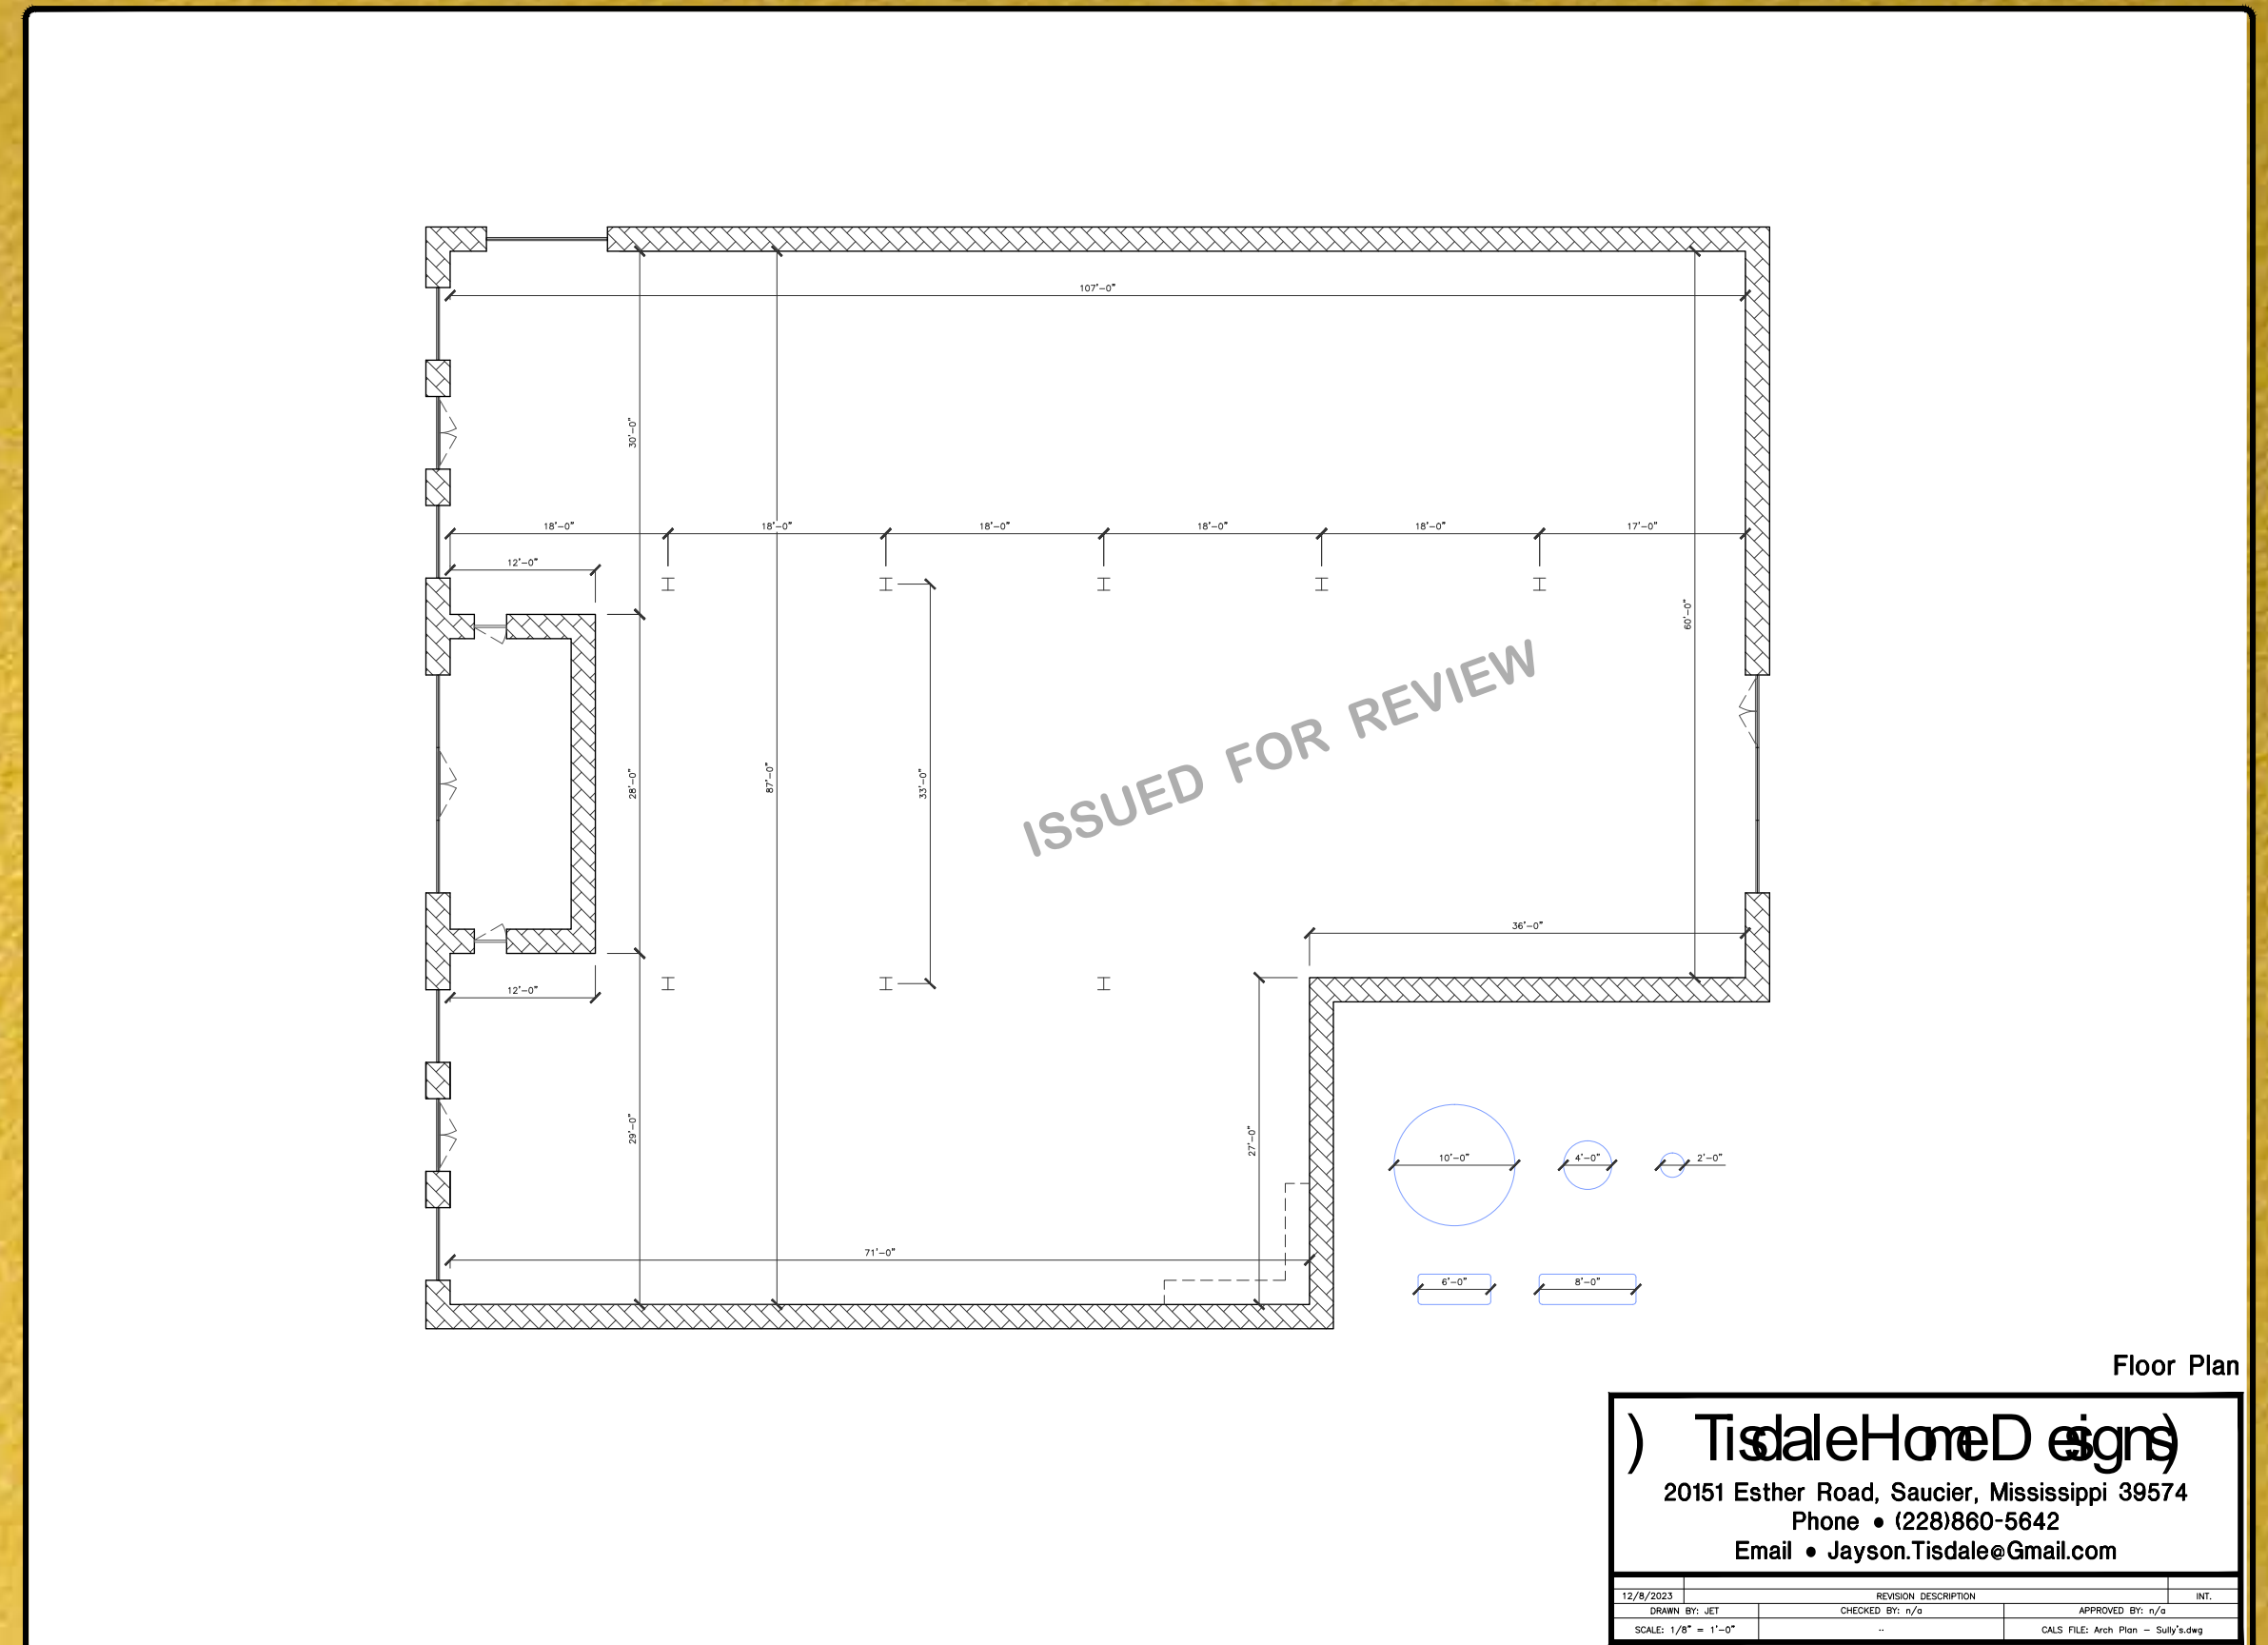 107'-0"
30'-0"
18'-0"
18'-0"
18'-0"
18'-0"
18'-0"
17'-0"
12'-0"
60'-0"
ISSUED FOR REVIEW
28'-0"
87'-0"
33'-0"
36'-0"
12'-0"
29'-0"
27'-0"
10'-0"
4'-0"
2'-0"
71'-0"
6'-0"
8'-0"
Floor Plan
) Tisdale Home Designs)
20151 Esther Road, Saucier, Mississippi 39574
Phone • (228)860-5642
Email • Jayson.Tisdale@Gmail.com
12/8/2023 REVISION DESCRIPTION INT.
DRAWN BY: JET CHECKED BY: n/a APPROVED BY: n/a
SCALE: 1/8" = 1'-0" -- CALS FILE: Arch Plan - Sully's.dwg